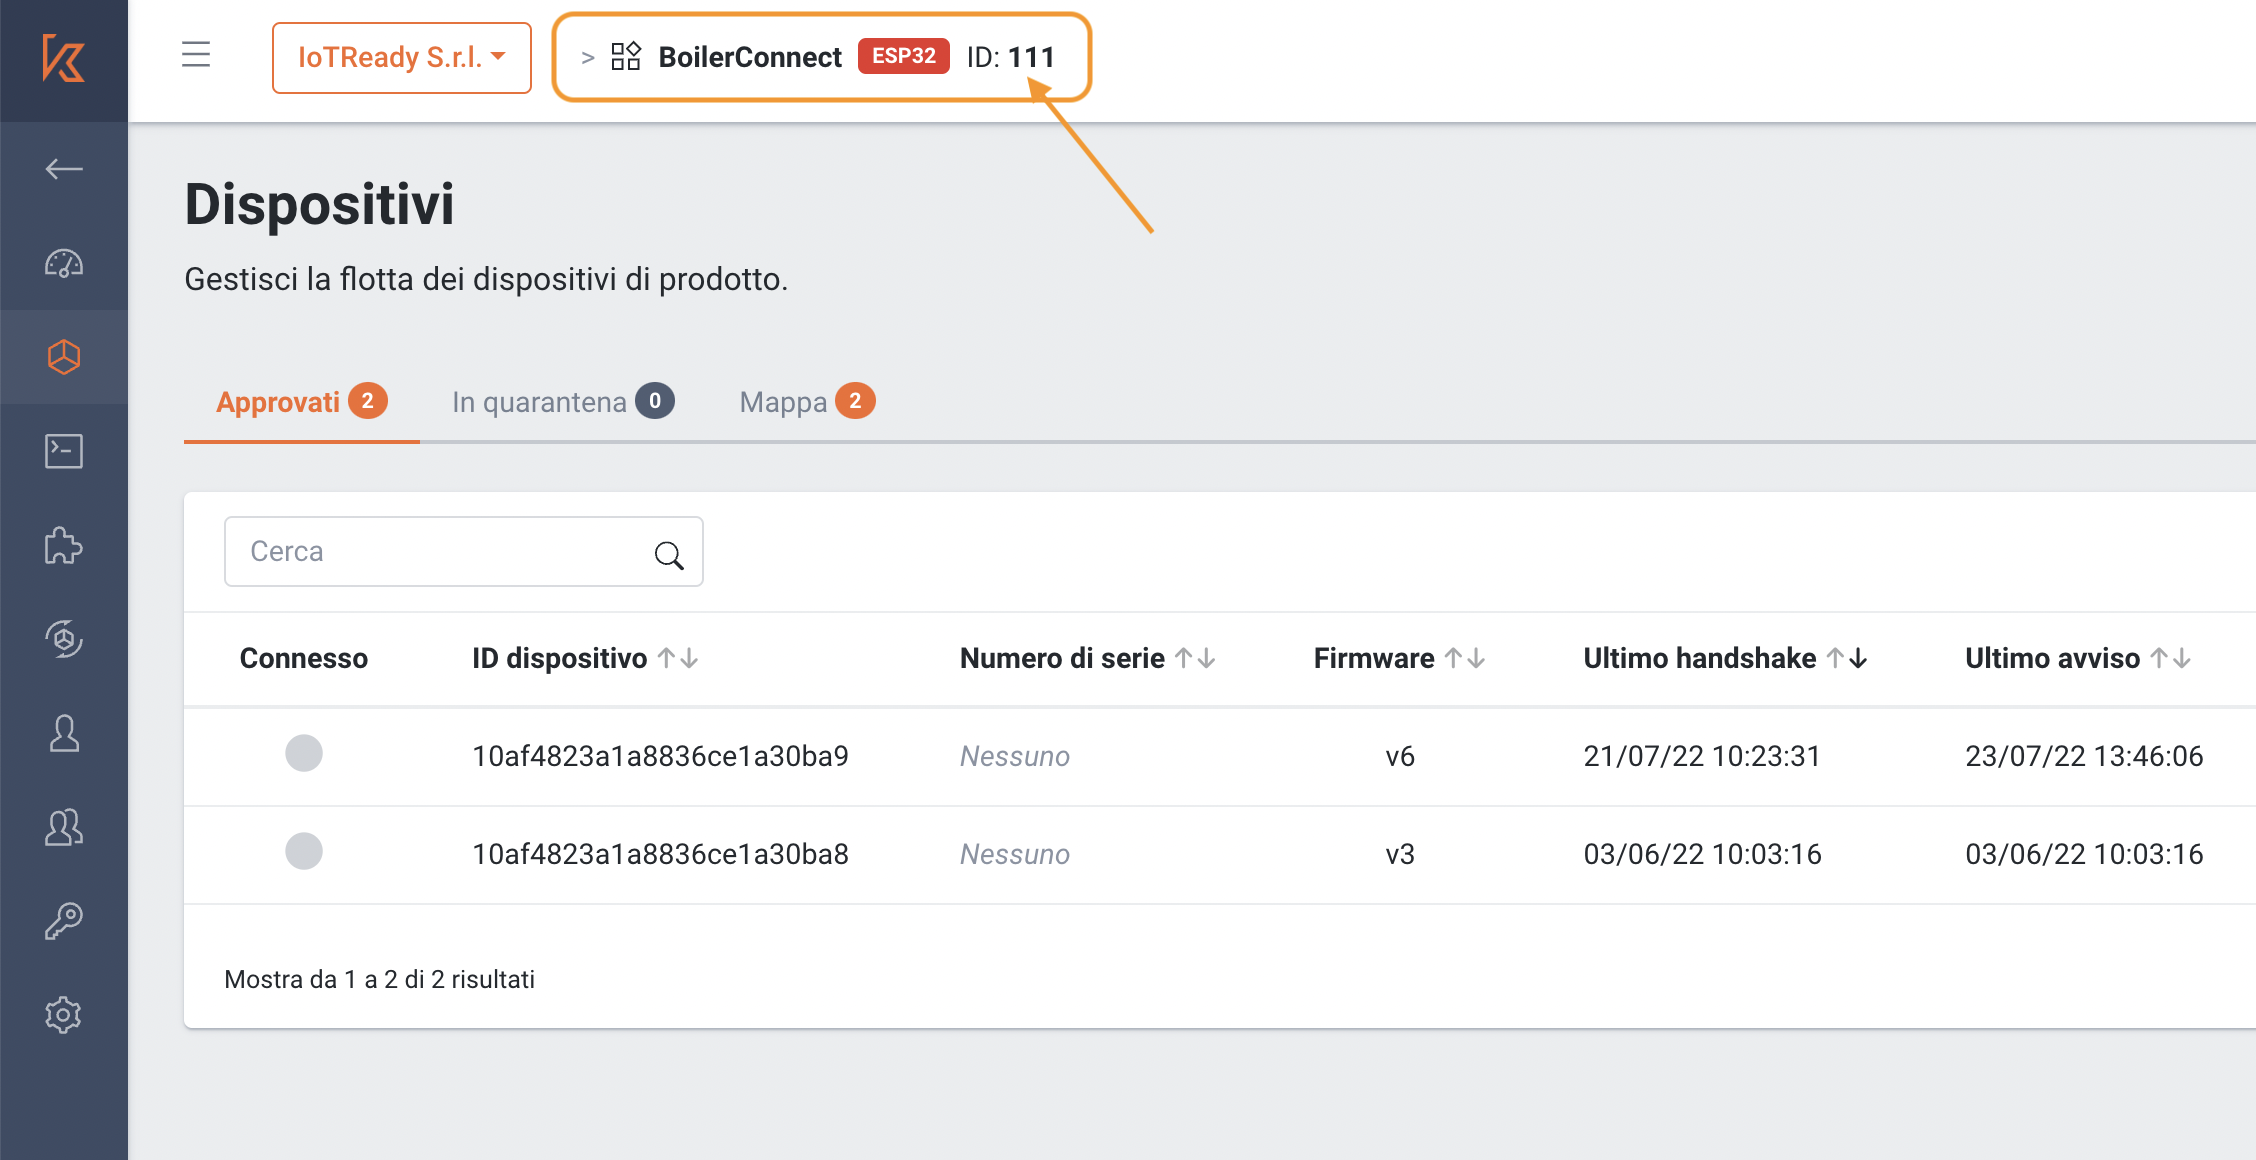 IoTReady S.r.l. > BoilerConnect ESP32 ID: 111
Dispositivi
Gestisci la flotta dei dispositivi di prodotto.
Approvati 2 In quarantena 0 Mappa 2
Cerca
Connesso ID dispositivo ↑↓ Numero di serie ↑↓ Firmware ↑↓ Ultimo handshake ↑↓ Ultimo avviso ↑↓
10af4823a1a8836ce1a30ba9 Nessuno v6 21/07/22 10:23:31 23/07/22 13:46:06
10af4823a1a8836ce1a30ba8 Nessuno v3 03/06/22 10:03:16 03/06/22 10:03:16
Mostra da 1 a 2 di 2 risultati